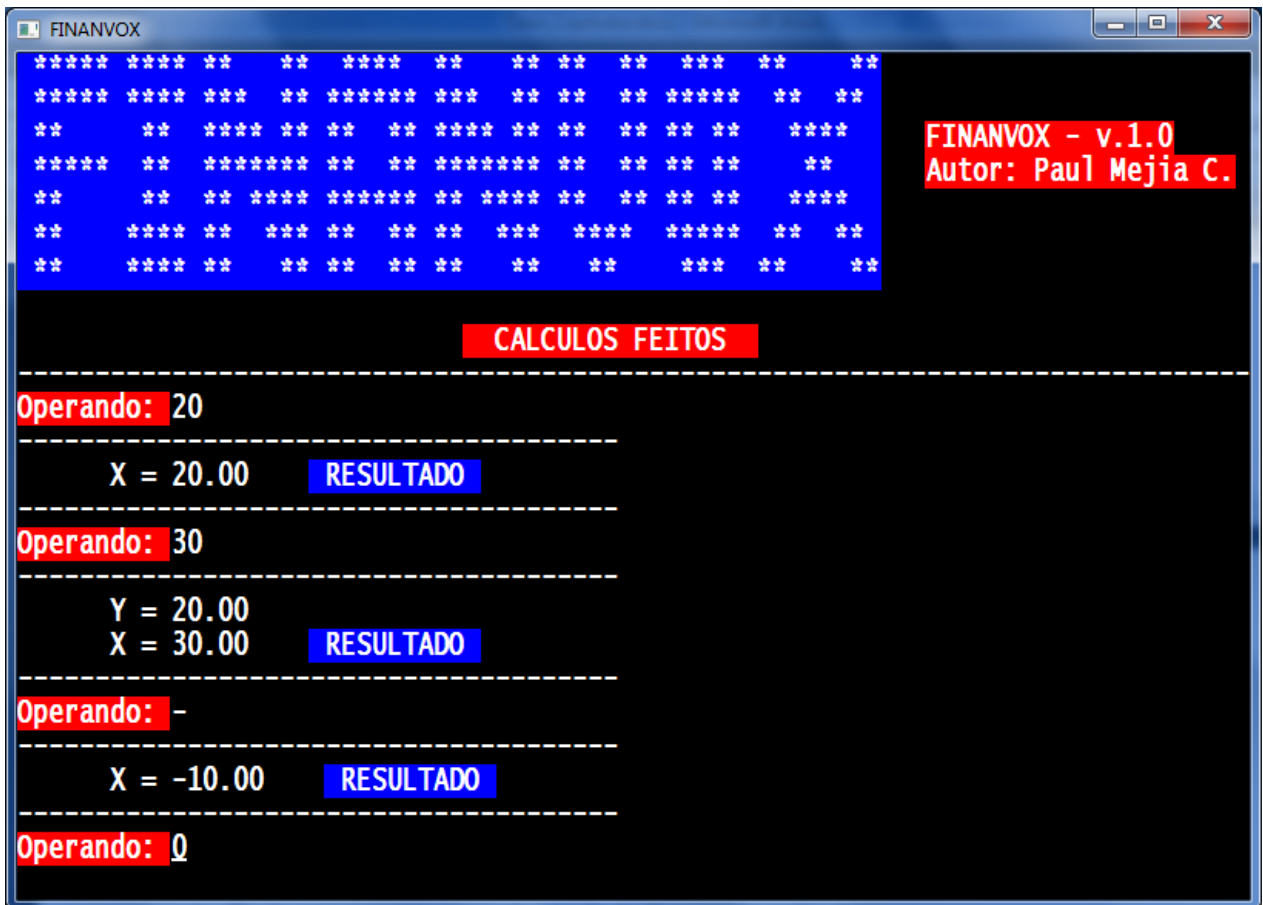 FINANVOX
FINANVOX
FINANVOX - v.1.0
Autor: Paul Mejia C.
CALCULOS FEITOS
Operando: 20
X = 20.00 RESULTADO
Operando: 30
Y = 20.00
X = 30.00 RESULTADO
Operando: -
X = -10.00 RESULTADO
Operando: 0